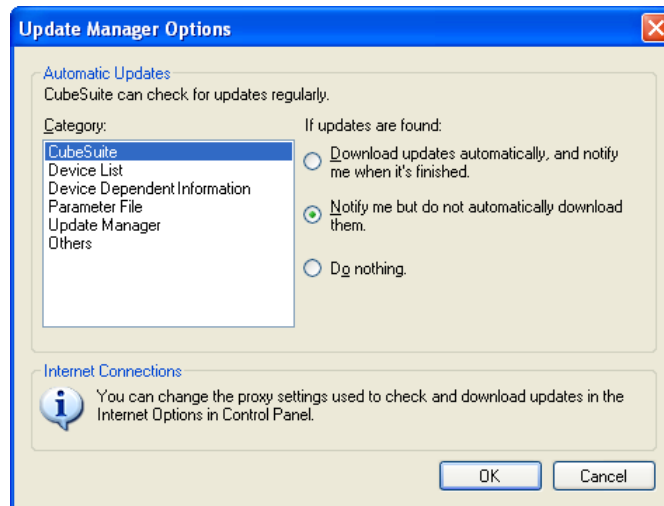 Update Manager Options
Automatic Updates
CubeSuite can check for updates regularly.
Category:
CubeSuite
Device List
Device Dependent Information
Parameter File
Update Manager
Others
If updates are found:
Download updates automatically, and notify
me when it's finished.
Notify me but do not automatically download
them.
Do nothing.
Internet Connections
You can change the proxy settings used to check and download updates in the
Internet Options in Control Panel.
OK
Cancel